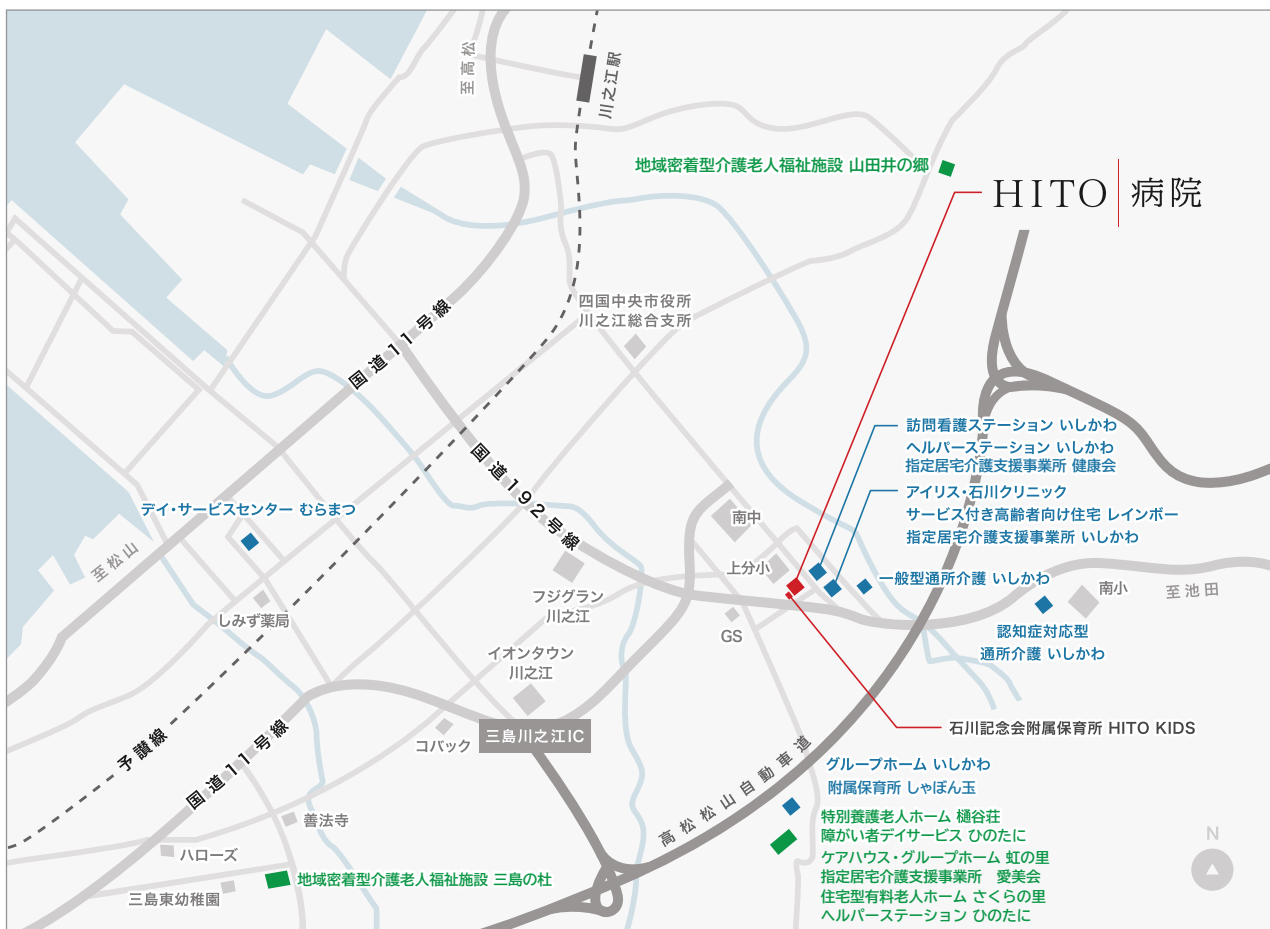 至高松
川之江駅
地域密着型介護老人福祉施設 山田井の郷
HITO 病院
四国中央市役所
川之江総合支所
国道11号線
国道192号線
訪問看護ステーション いしかわ
ヘルパーステーション いしかわ
指定居宅介護支援事業所 健康会
アイリス・石川クリニック
サービス付き高齢者向け住宅 レインボー
指定居宅介護支援事業所 いしかわ
デイ・サービスセンター むらまつ
南中
至松山
上分小
一般型通所介護 いしかわ
南小
至池田
フジグラン
川之江
しみず薬局
GS
認知症対応型
通所介護 いしかわ
イオンタウン
川之江
石川記念会附属保育所 HITO KIDS
三島川之江IC
コバック
予讃線
国道11号線
高松松山自動車道
グループホーム いしかわ
附属保育所 しゃぼん玉
特別養護老人ホーム 樋谷荘
障がい者デイサービス ひのたに
ケアハウス・グループホーム 虹の里
指定居宅介護支援事業所 愛美会
住宅型有料老人ホーム さくらの里
ヘルパーステーション ひのたに
善法寺
ハローズ
地域密着型介護老人福祉施設 三島の杜
三島東幼稚園
N